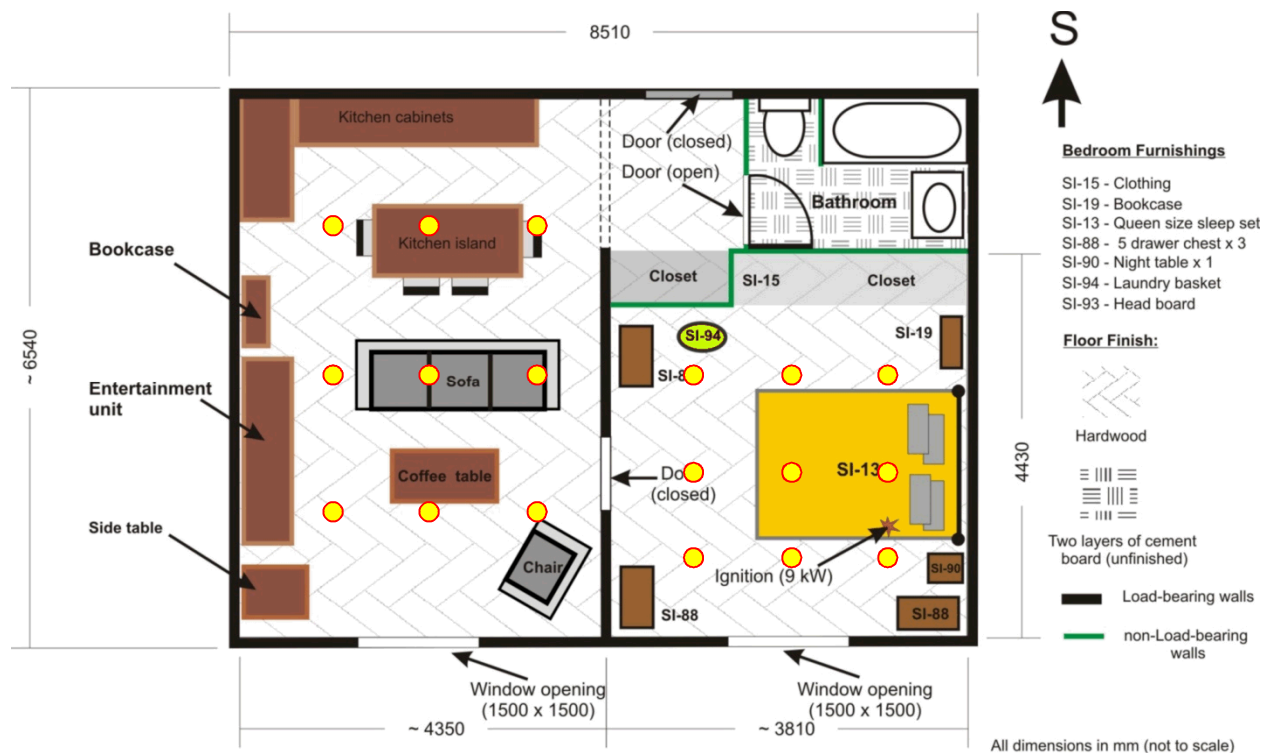 8510
S
Kitchen cabinets
Door (closed)
Door (open)
Bathroom
Kitchen island
Bookcase
Closet
SI-15
Closet
~ 6540
SI-94
SI-19
SI-8
Sofa
Entertainment
unit
Coffee table
SI-13
Do
(closed)
4430
Side table
Chair
Ignition (9 kW)
SI-90
SI-88
SI-88
Window opening
(1500 x 1500)
Window opening
(1500 x 1500)
~ 4350
~ 3810
Bedroom Furnishings
SI-15 - Clothing
SI-19 - Bookcase
SI-13 - Queen size sleep set
SI-88 - 5 drawer chest x 3
SI-90 - Night table x 1
SI-94 - Laundry basket
SI-93 - Head board
Floor Finish:
Hardwood
Two layers of cement
board (unfinished)
Load-bearing walls
non-Load-bearing
walls
All dimensions in mm (not to scale)